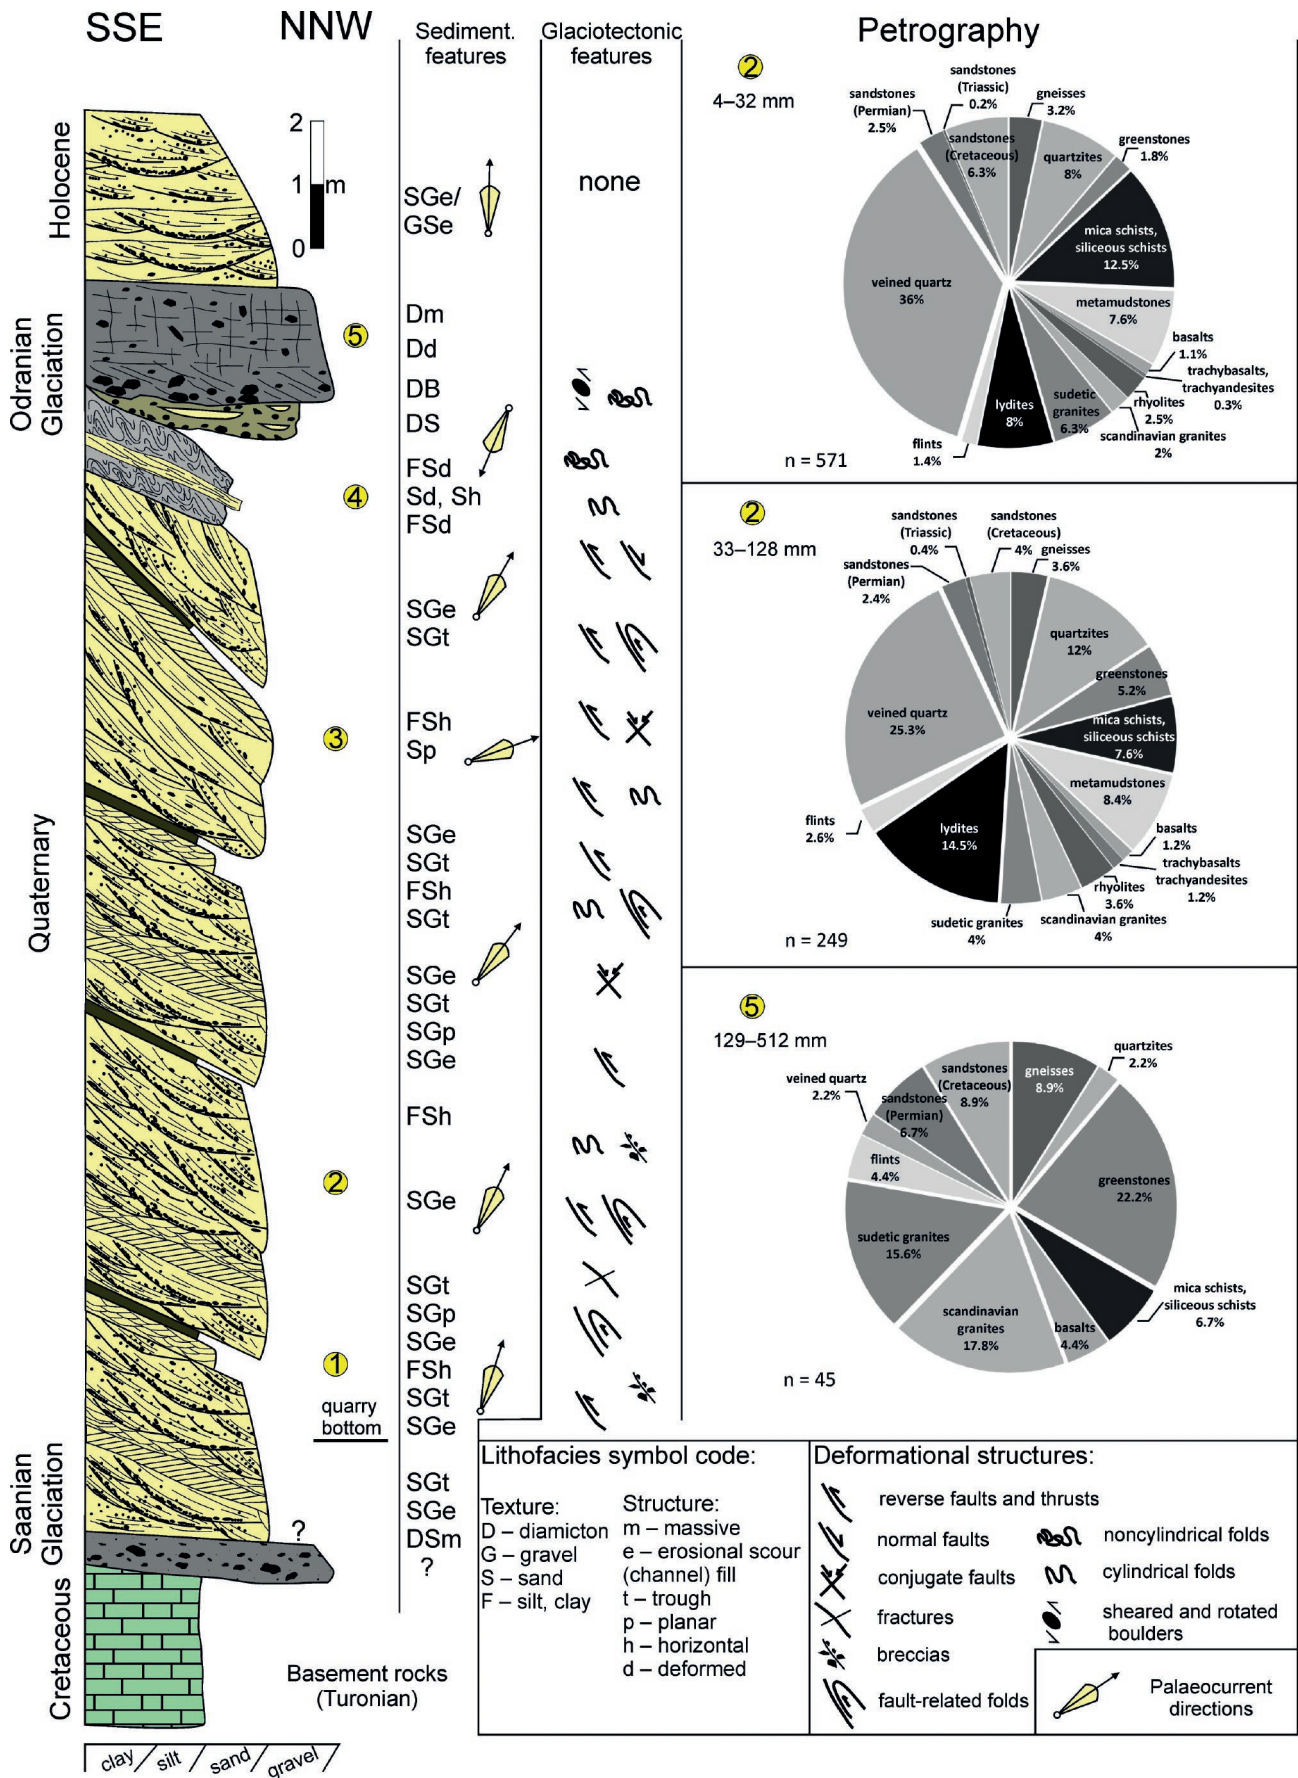 SSE
NNW
Sediment.
features
Glaciotectonic
features
Petrography
Holocene
Odranian
Glaciation
Quaternary
Saanian
Glaciation
Cretaceous
2
1
m
0
5
4
3
2
1
quarry
bottom
?
Basement rocks
(Turonian)
clay
silt
sand
gravel
SGe/
GSe
Dm
Dd
DB
DS
FSd
Sd, Sh
FSd
SGe
SGt
FSh
Sp
SGe
SGt
FSh
SGt
SGe
SGt
SGp
SGe
FSh
SGe
SGt
SGp
SGe
FSh
SGt
SGe
SGt
SGe
DSm
?
none
2
4–32 mm
sandstones
(Triassic)
0.2%
sandstones
(Permian)
2.5%
sandstones
(Cretaceous)
6.3%
gneisses
3.2%
quartzites
8%
greenstones
1.8%
mica schists,
siliceous schists
12.5%
metamudstones
7.6%
basalts
1.1%
trachybasalts,
trachyandesites
0.3%
rhyolites
2.5%
scandinavian granites
2%
sudetic
granites
6.3%
lydites
8%
flints
1.4%
veined quartz
36%
n = 571
2
33–128 mm
sandstones
(Triassic)
0.4%
sandstones
(Cretaceous)
4%
gneisses
3.6%
sandstones
(Permian)
2.4%
quartzites
12%
greenstones
5.2%
mica schists,
siliceous schists
7.6%
metamudstones
8.4%
basalts
1.2%
trachybasalts
trachyandesites
1.2%
rhyolites
3.6%
scandinavian granites
4%
sudetic granites
4%
lydites
14.5%
flints
2.6%
veined quartz
25.3%
n = 249
5
129–512 mm
sandstones
(Cretaceous)
8.9%
gneisses
8.9%
quartzites
2.2%
veined quartz
2.2%
sandstones
(Permian)
6.7%
flints
4.4%
greenstones
22.2%
sudetic granites
15.6%
scandinavian
granites
17.8%
basalts
4.4%
mica schists,
siliceous schists
6.7%
n = 45
Lithofacies symbol code:
Texture:
D – diamicton
G – gravel
S – sand
F – silt, clay
Structure:
m – massive
e – erosional scour
(channel) fill
t – trough
p – planar
h – horizontal
d – deformed
Deformational structures:
reverse faults and thrusts
normal faults
conjugate faults
fractures
breccias
fault-related folds
noncylindrical folds
cylindrical folds
sheared and rotated
boulders
Palaeocurrent
directions